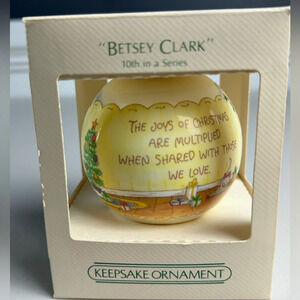 "BETSEY CLARK"
10th in a Series
THE JOYS OF CHRISTMAS
ARE MULTIPLIED
WHEN SHARED WITH THOSE
WE LOVE.
KEEPSAKE ORNAMENT